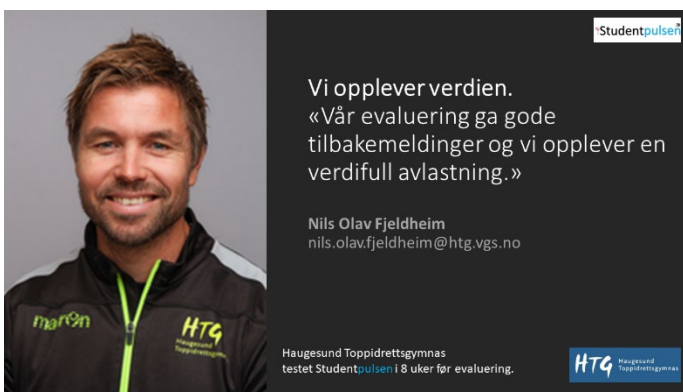 Studentpulsen
Vi opplever verdien.
«Vår evaluering ga gode
tilbakemeldinger og vi opplever en
verdifull avlastning.»
Nils Olav Fjeldheim
nils.olav.fjeldheim@htg.vgs.no
macron
HTG
Haugesund
Toppidrettsgymnas
Haugesund Toppidrettsgymnas
testet Studentpulsen i 8 uker før evaluering.
HTG
Haugesund
Toppidrettsgymnas